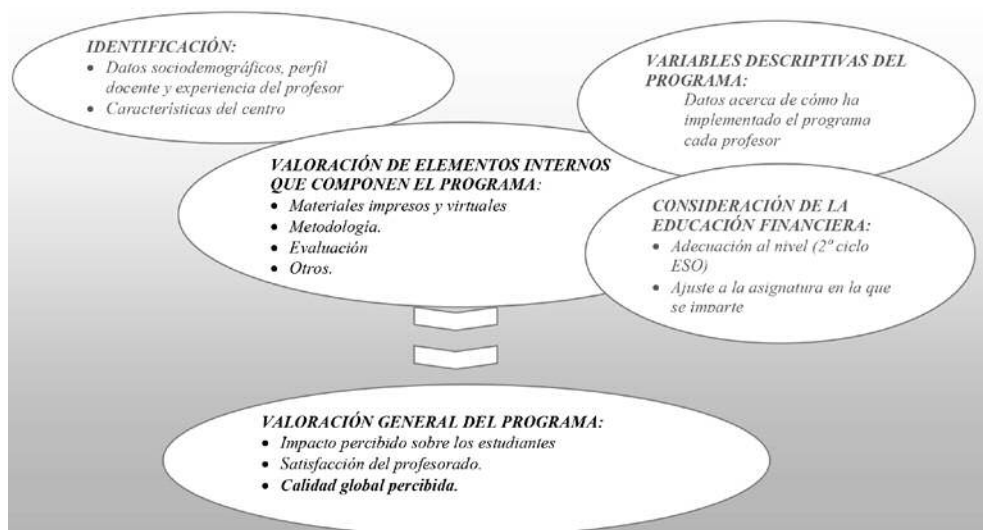 IDENTIFICACIÓN:
• Datos sociodemográficos, perfil
docente y experiencia del profesor
• Características del centro
VARIABLES DESCRIPTIVAS DEL
PROGRAMA:
Datos acerca de cómo ha
implementado el programa
cada profesor
VALORACIÓN DE ELEMENTOS INTERNOS
QUE COMPONEN EL PROGRAMA:
• Materiales impresos y virtuales
• Metodología.
• Evaluación
• Otros.
CONSIDERACIÓN DE LA
EDUCACIÓN FINANCIERA:
• Adecuación al nivel (2º ciclo
ESO)
• Ajuste a la asignatura en la que
se imparte
VALORACIÓN GENERAL DEL PROGRAMA:
• Impacto percibido sobre los estudiantes
• Satisfacción del profesorado.
• Calidad global percibida.